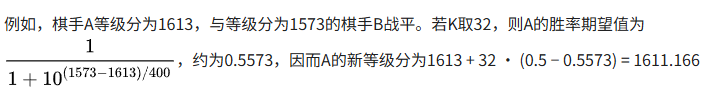 例如，棋手A等级分为1613，与等级分为1573的棋手B战平。若K取32，则A的胜率期望值为
\frac{1}{1+10^{(1573-1613)/400}}，约为0.5573，因而A的新等级分为1613 + 32 · (0.5 − 0.5573) = 1611.166